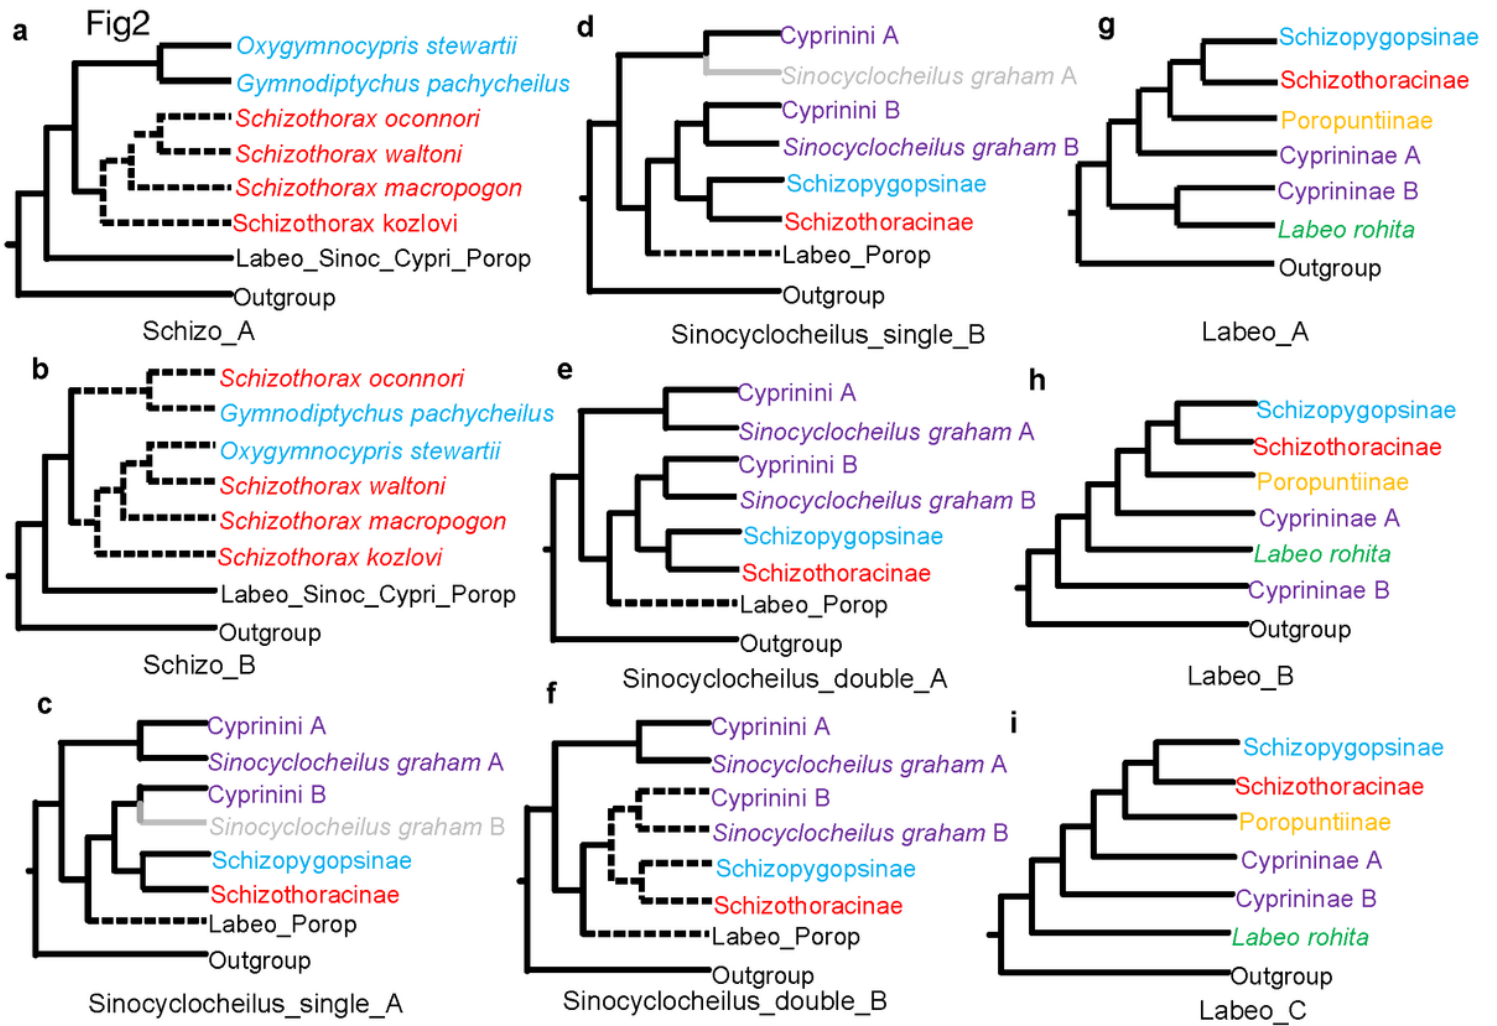 Fig2
a
Oxygymnocypris stewartii
Gymnodiptychus pachycheilus
Schizothorax oconnori
Schizothorax waltoni
Schizothorax macropogon
Schizothorax kozlovi
Labeo_Sinoc_Cypri_Porop
Outgroup
Schizo_A
b
Schizothorax oconnori
Gymnodiptychus pachycheilus
Oxygymnocypris stewartii
Schizothorax waltoni
Schizothorax macropogon
Schizothorax kozlovi
Labeo_Sinoc_Cypri_Porop
Outgroup
Schizo_B
c
Cyprinini A
Sinocyclocheilus graham A
Cyprinini B
Sinocyclocheilus graham B
Schizopygopsinae
Schizothoracinae
Labeo_Porop
Outgroup
Sinocyclocheilus_single_A
d
Cyprinini A
Sinocyclocheilus graham A
Cyprinini B
Sinocyclocheilus graham B
Schizopygopsinae
Schizothoracinae
Labeo_Porop
Outgroup
Sinocyclocheilus_single_B
e
Cyprinini A
Sinocyclocheilus graham A
Cyprinini B
Sinocyclocheilus graham B
Schizopygopsinae
Schizothoracinae
Labeo_Porop
Outgroup
Sinocyclocheilus_double_A
f
Cyprinini A
Sinocyclocheilus graham A
Cyprinini B
Sinocyclocheilus graham B
Schizopygopsinae
Schizothoracinae
Labeo_Porop
Outgroup
Sinocyclocheilus_double_B
g
Schizopygopsinae
Schizothoracinae
Poropuntiinae
Cyprininae A
Cyprininae B
Labeo rohita
Outgroup
Labeo_A
h
Schizopygopsinae
Schizothoracinae
Poropuntiinae
Cyprininae A
Labeo rohita
Cyprininae B
Outgroup
Labeo_B
i
Schizopygopsinae
Schizothoracinae
Poropuntiinae
Cyprininae A
Cyprininae B
Labeo rohita
Outgroup
Labeo_C